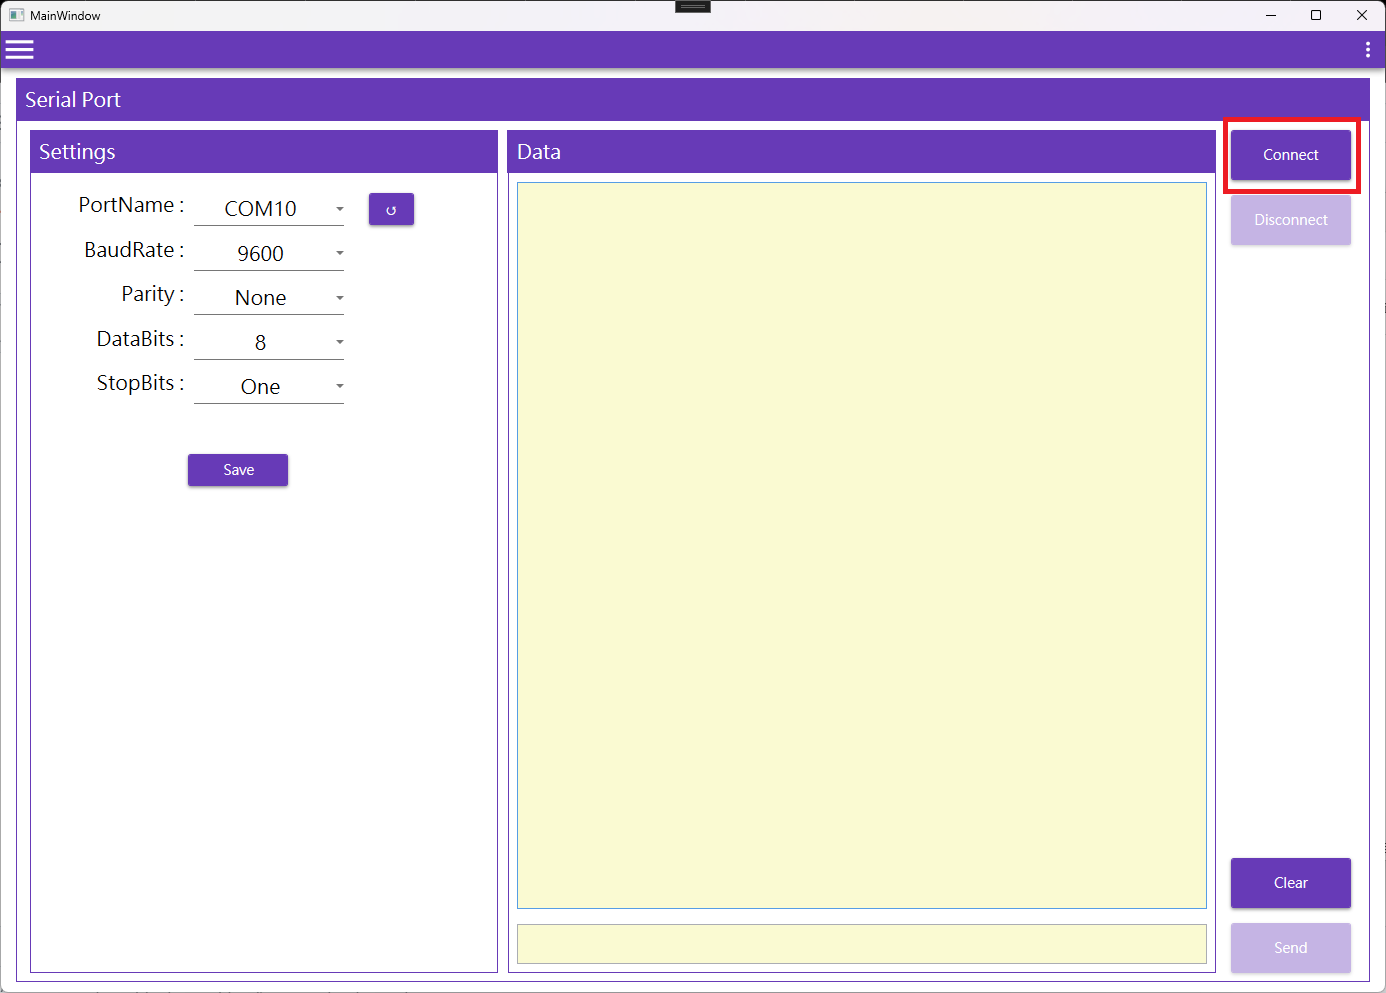 MainWindow
Serial Port
Settings
PortName : COM10 ↺
BaudRate : 9600
Parity : None
DataBits : 8
StopBits : One
Save
Data
Connect
Disconnect
Clear
Send